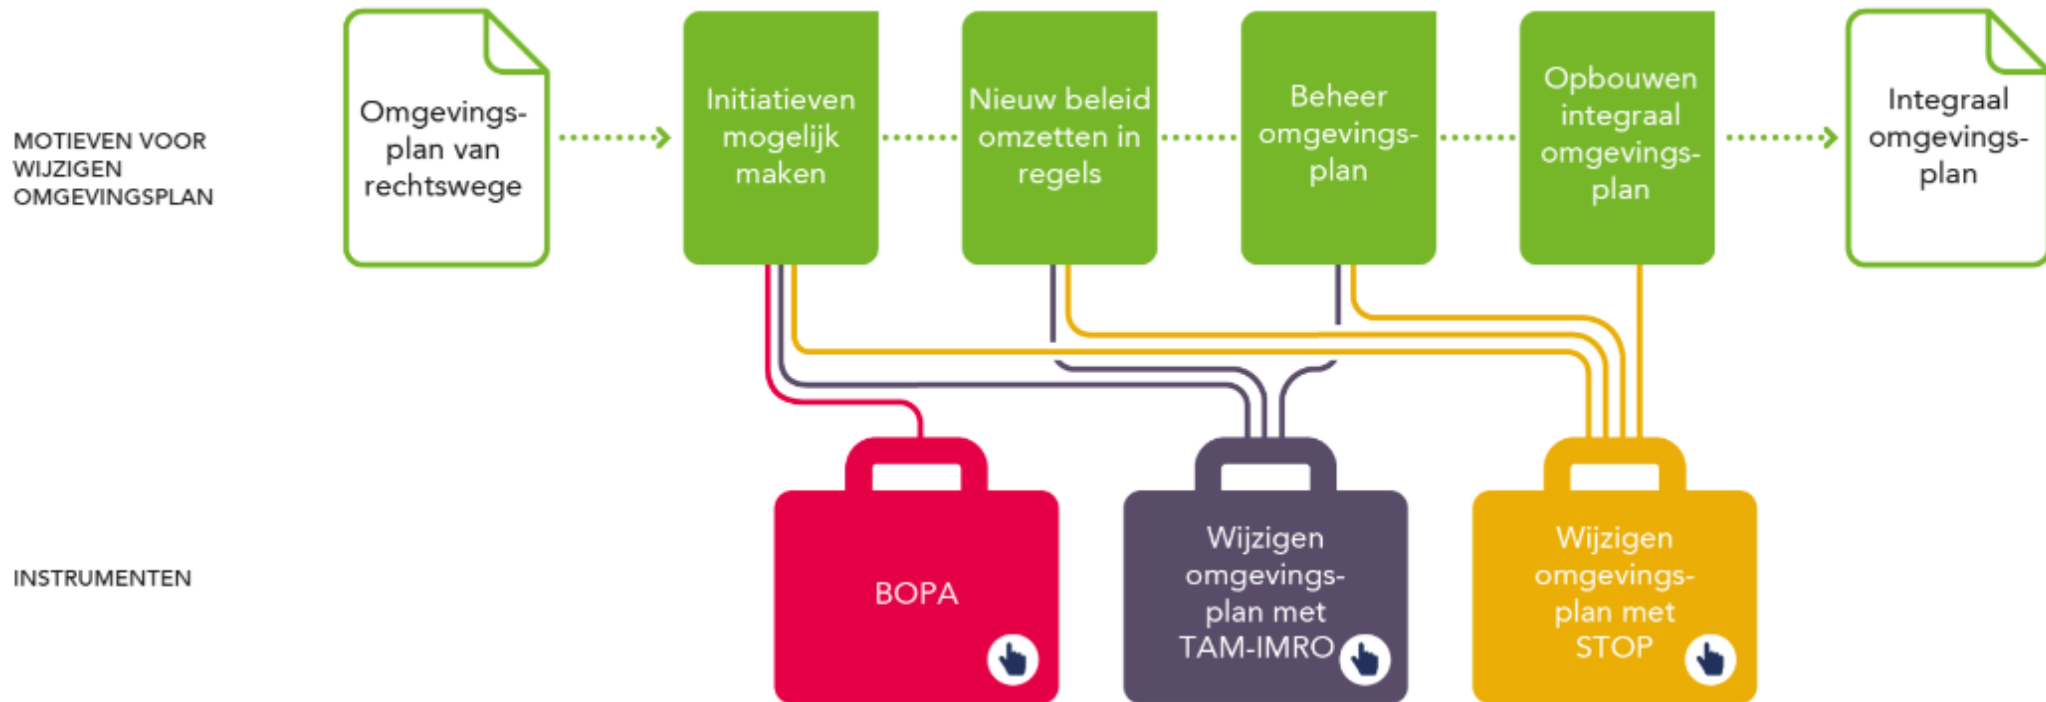 MOTIEVEN VOOR
WIJZIGEN
OMGEVINGSPLAN
Omgevings-
plan van
rechtswege
Initiatieven
mogelijk
maken
Nieuw beleid
omzetten in
regels
Beheer
omgevings-
plan
Opbouwen
integraal
omgevings-
plan
Integraal
omgevings-
plan
INSTRUMENTEN
BOPA
Wijzigen
omgevings-
plan met
TAM-IMRO
Wijzigen
omgevings-
plan met
STOP